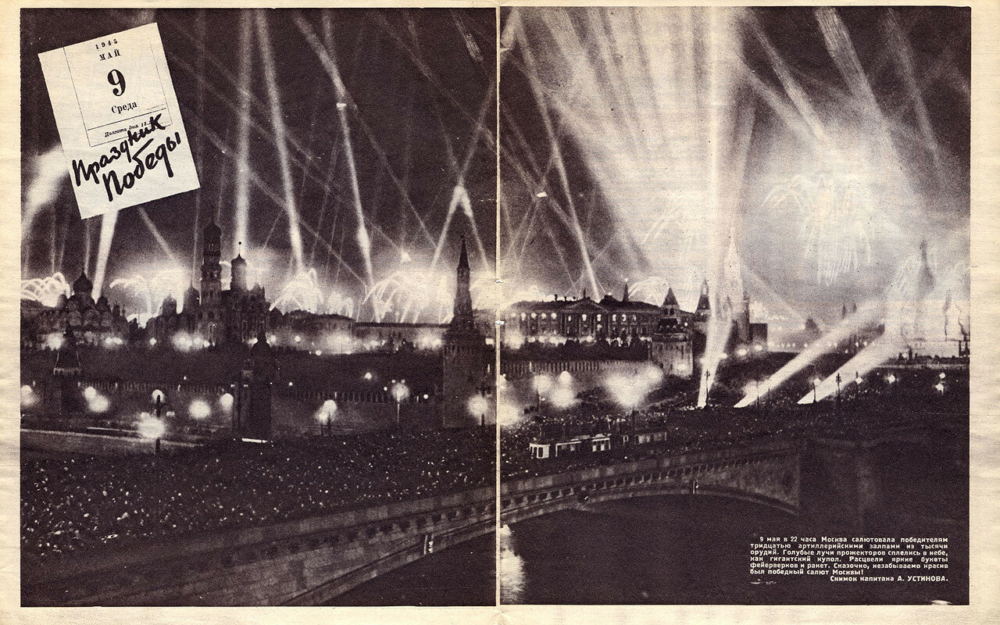 1945
МАЙ
9
Среда
Долгота дня
Праздник
Победы
9 мая в 22 часа Москва салютовала победителям
тридцатью артиллерийскими залпами из тысячи
орудий. Голубые лучи прожекторов сплелись в небе,
как гигантский купол. Расцвели яркие букеты
фейерверков и ракет. Сказочно, незабываемо красив
был победный салют Москвы!
Снимок капитана А. УСТИНОВА.